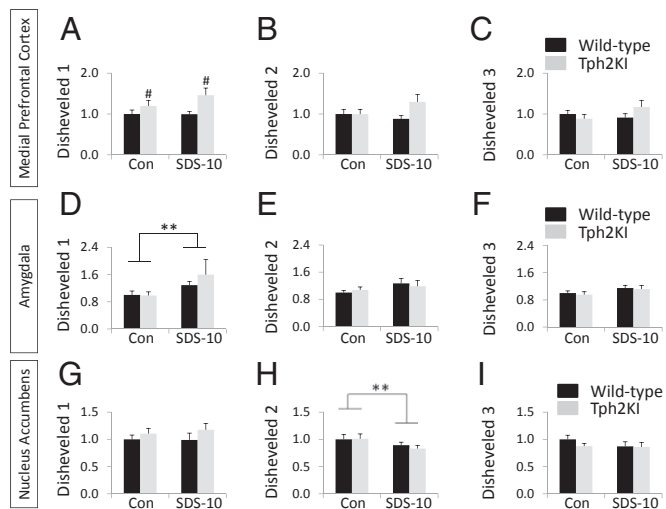 Medial Prefrontal Cortex
A
Disheveled 1
2.0
1.0
0.0
#
#
Con SDS-10
B
Disheveled 2
2.0
1.0
0.0
Con SDS-10
C
Wild-type
Tph2KI
Disheveled 3
2.0
1.0
0.0
Con SDS-10
Amygdala
D
Disheveled 1
2.4
1.6
0.8
0.0
**
Con SDS-10
E
Disheveled 2
2.4
1.6
0.8
0.0
Con SDS-10
F
Wild-type
Tph2KI
Disheveled 3
2.4
1.6
0.8
0.0
Con SDS-10
Nucleus Accumbens
G
Disheveled 1
1.5
1.0
0.5
0.0
Con SDS-10
H
Disheveled 2
1.5
1.0
0.5
0.0
**
Con SDS-10
I
Wild-type
Tph2KI
Disheveled 3
1.5
1.0
0.5
0.0
Con SDS-10